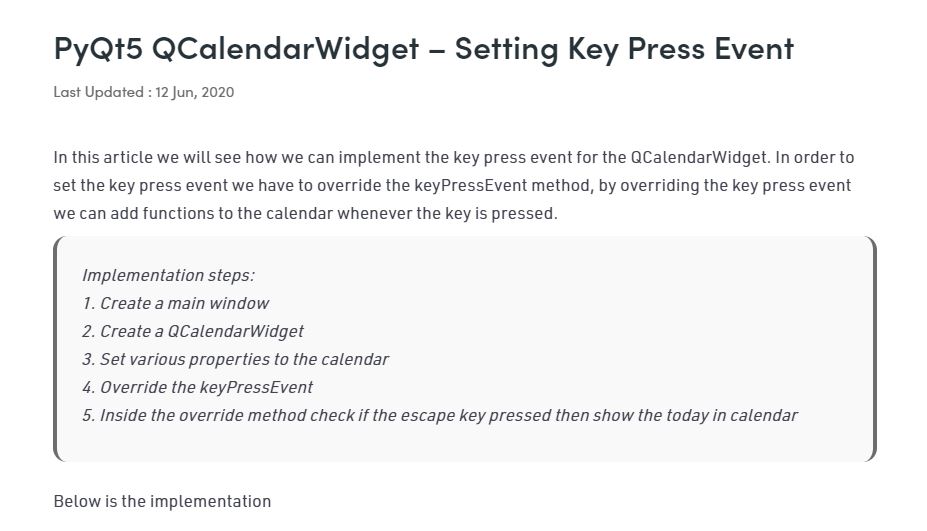 PyQt5 QCalendarWidget – Setting Key Press Event
Last Updated : 12 Jun, 2020
In this article we will see how we can implement the key press event for the QCalendarWidget. In order to
set the key press event we have to override the keyPressEvent method, by overriding the key press event
we can add functions to the calendar whenever the key is pressed.
Implementation steps:
1. Create a main window
2. Create a QCalendarWidget
3. Set various properties to the calendar
4. Override the keyPressEvent
5. Inside the override method check if the escape key pressed then show the today in calendar
Below is the implementation